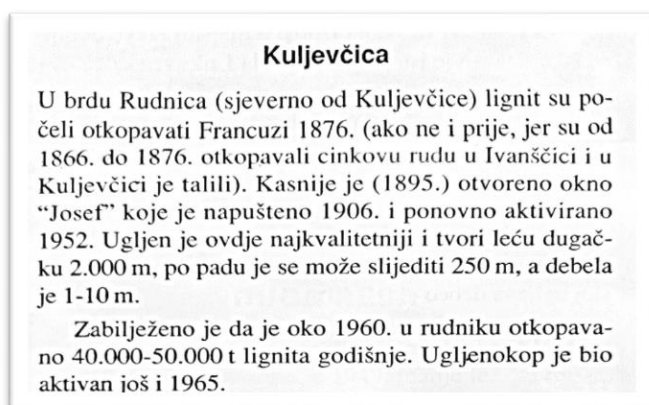 Kuljevčica
U brdu Rudnica (sjeverno od Kuljevčice) lignit su po-
čeli otkopavati Francuzi 1876. (ako ne i prije, jer su od
1866. do 1876. otkopavali cinkovu rudu u Ivanščici i u
Kuljevčici je talili). Kasnije je (1895.) otvoreno okno
“Josef” koje je napušteno 1906. i ponovno aktivirano
1952. Ugljen je ovdje najkvalitetniji i tvori leću dugač-
ku 2.000 m, po padu je se može slijediti 250 m, a debela
je 1-10 m.
Zabilježeno je da je oko 1960. u rudniku otkopava-
no 40.000-50.000 t lignita godišnje. Ugljenokop je bio
aktivan još i 1965.